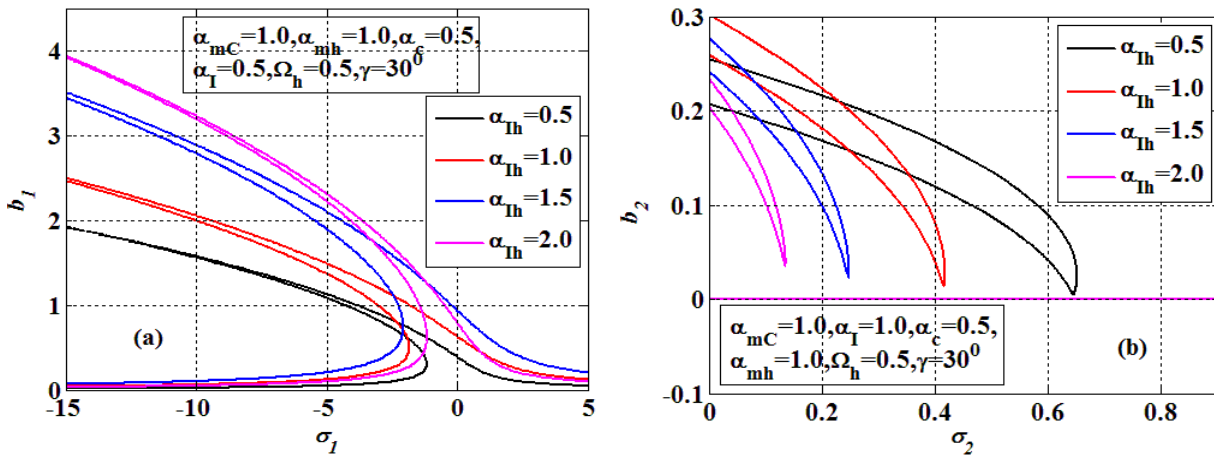 α_mC=1.0,α_mh=1.0,α_c=0.5,
α_I=0.5,Ω_h=0.5,γ=30^0
α_Ih=0.5
α_Ih=1.0
α_Ih=1.5
α_Ih=2.0
b_1
4
3
2
1
0
(a)
-15
-10
-5
0
5
σ_1
α_Ih=0.5
α_Ih=1.0
α_Ih=1.5
α_Ih=2.0
b_2
0.3
0.2
0.1
0
-0.1
α_mC=1.0,α_I=1.0,α_c=0.5,
α_mh=1.0,Ω_h=0.5,γ=30^0
(b)
0
0.2
0.4
0.6
0.8
σ_2